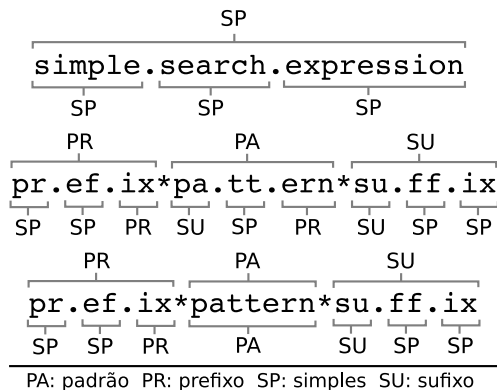 SP
simple.search.expression
SP SP SP
PR PA SU
pr.ef.ix*pa.tt.ern*su.ff.ix
SP SP PR SU SP PR SU SP SP
PR PA SU
pr.ef.ix*pattern*su.ff.ix
SP SP PR PA SU SP SP
PA: padrão PR: prefixo SP: simples SU: sufixo